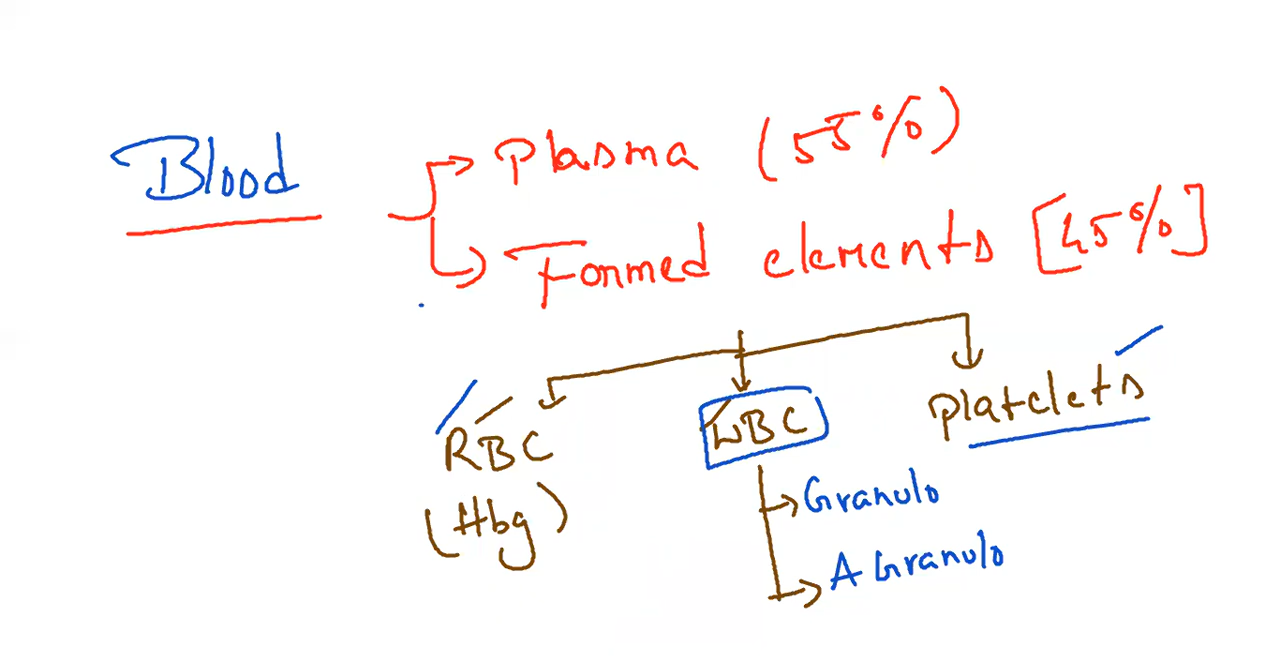 Blood
Plasma (55%)
Formed elements [45%]
RBC WBC Platelets
(Hbg)
Granulo
A Granulo